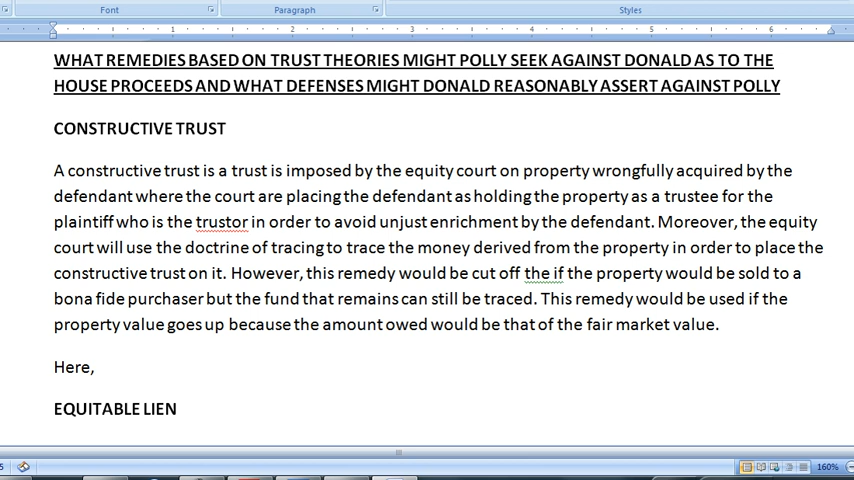 Font Paragraph Styles
1 2 3 4 5 6
WHAT REMEDIES BASED ON TRUST THEORIES MIGHT POLLY SEEK AGAINST DONALD AS TO THE
HOUSE PROCEEDS AND WHAT DEFENSES MIGHT DONALD REASONABLY ASSERT AGAINST POLLY
CONSTRUCTIVE TRUST
A constructive trust is a trust is imposed by the equity court on property wrongfully acquired by the
defendant where the court are placing the defendant as holding the property as a trustee for the
plaintiff who is the trustor in order to avoid unjust enrichment by the defendant. Moreover, the equity
court will use the doctrine of tracing to trace the money derived from the property in order to place the
constructive trust on it. However, this remedy would be cut off the if the property would be sold to a
bona fide purchaser but the fund that remains can still be traced. This remedy would be used if the
property value goes up because the amount owed would be that of the fair market value.
Here,
EQUITABLE LIEN
5 160%